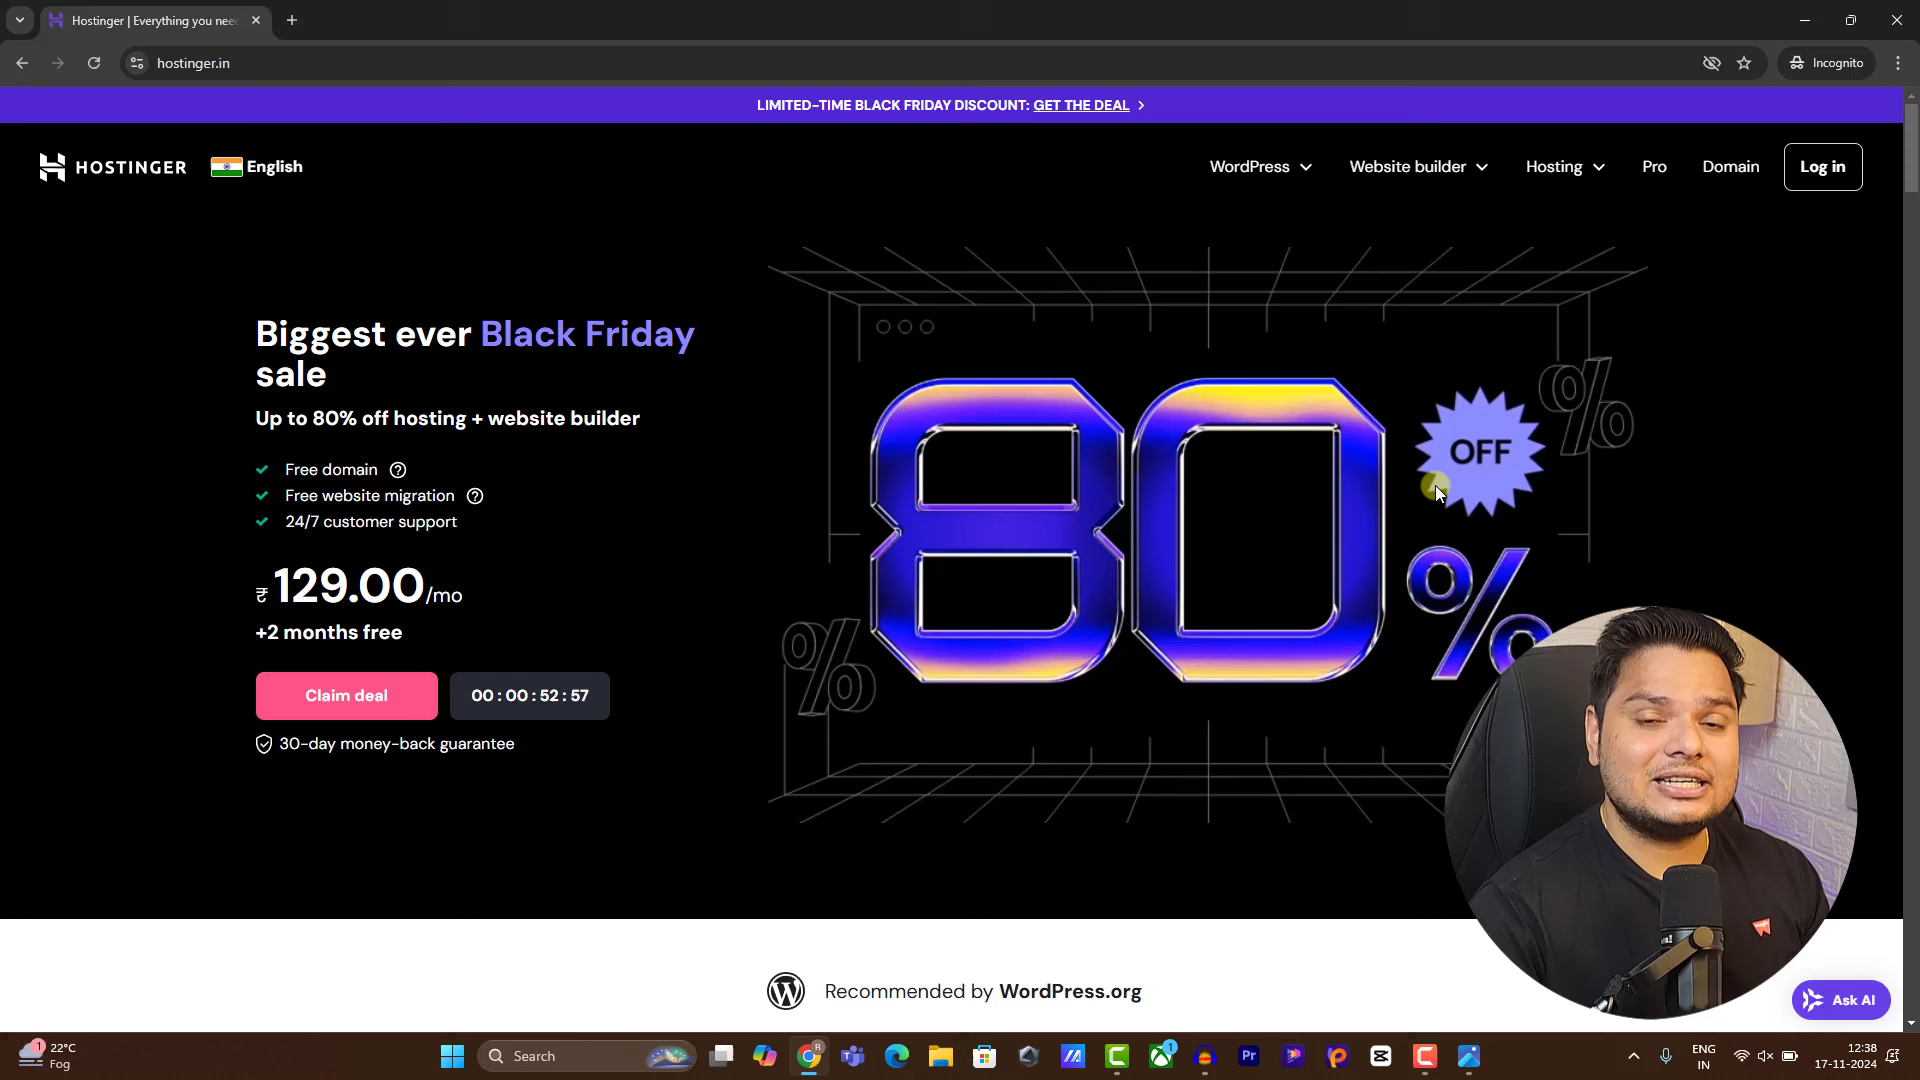 Hostinger | Everything you nee
hostinger.in
Incognito
LIMITED-TIME BLACK FRIDAY DISCOUNT: GET THE DEAL
HOSTINGER
English
WordPress
Website builder
Hosting
Pro
Domain
Log in
Biggest ever Black Friday
sale
Up to 80% off hosting + website builder
Free domain
Free website migration
24/7 customer support
₹ 129.00 /mo
+2 months free
Claim deal
00 : 00 : 52 : 57
30-day money-back guarantee
80
OFF
%
%
%
Recommended by WordPress.org
Ask AI
1
22°C
Fog
Search
1
Pr
ENG
IN
12:38
17-11-2024